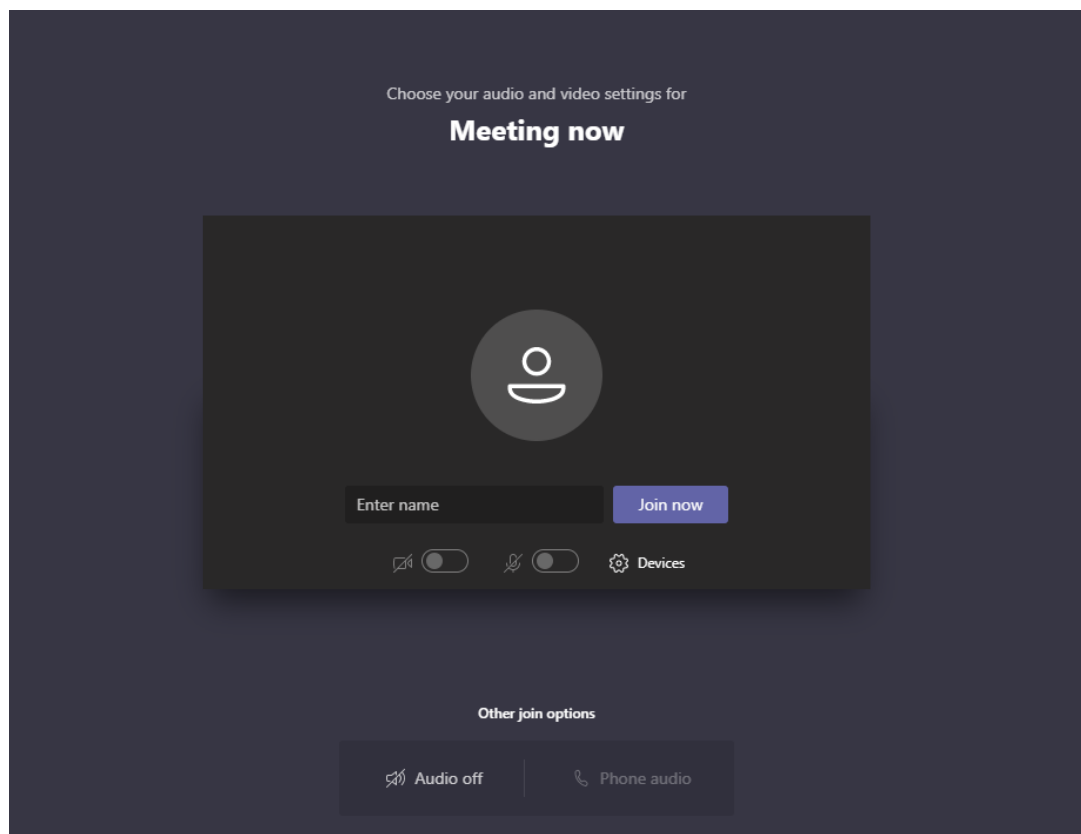 Choose your audio and video settings for
Meeting now
Enter name
Join now
Devices
Other join options
Audio off
Phone audio